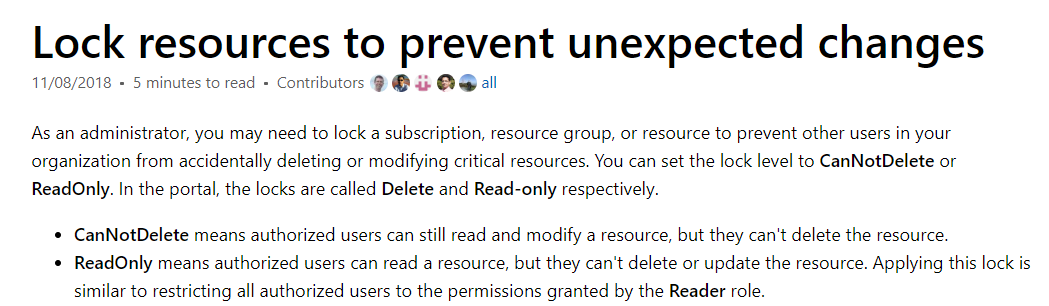 Lock resources to prevent unexpected changes
11/08/2018 • 5 minutes to read • Contributors all
As an administrator, you may need to lock a subscription, resource group, or resource to prevent other users in your
organization from accidentally deleting or modifying critical resources. You can set the lock level to CanNotDelete or
ReadOnly. In the portal, the locks are called Delete and Read-only respectively.
• CanNotDelete means authorized users can still read and modify a resource, but they can't delete the resource.
• ReadOnly means authorized users can read a resource, but they can't delete or update the resource. Applying this lock is
similar to restricting all authorized users to the permissions granted by the Reader role.